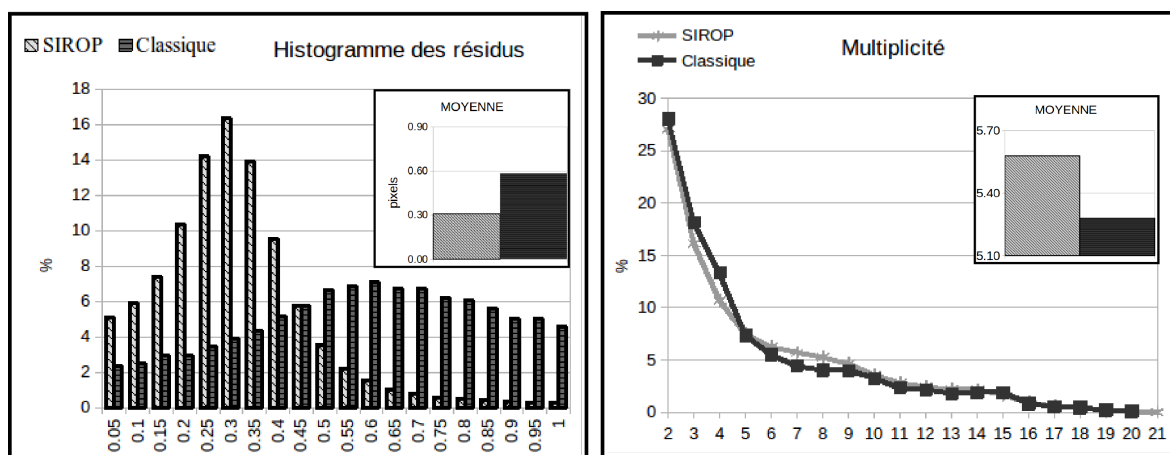 SIROP Classique
Histogramme des résidus
18
16
14
12
10
8
6
4
2
0
%
0.05 0.1 0.15 0.2 0.25 0.3 0.35 0.4 0.45 0.5 0.55 0.6 0.65 0.7 0.75 0.8 0.85 0.9 0.95 1
MOYENNE
0.90
0.60
0.30
0.00
pixels
SIROP
Classique
Multiplicité
30
25
20
15
10
5
0
%
2 3 4 5 6 7 8 9 10 11 12 13 14 15 16 17 18 19 20 21
MOYENNE
5.70
5.40
5.10